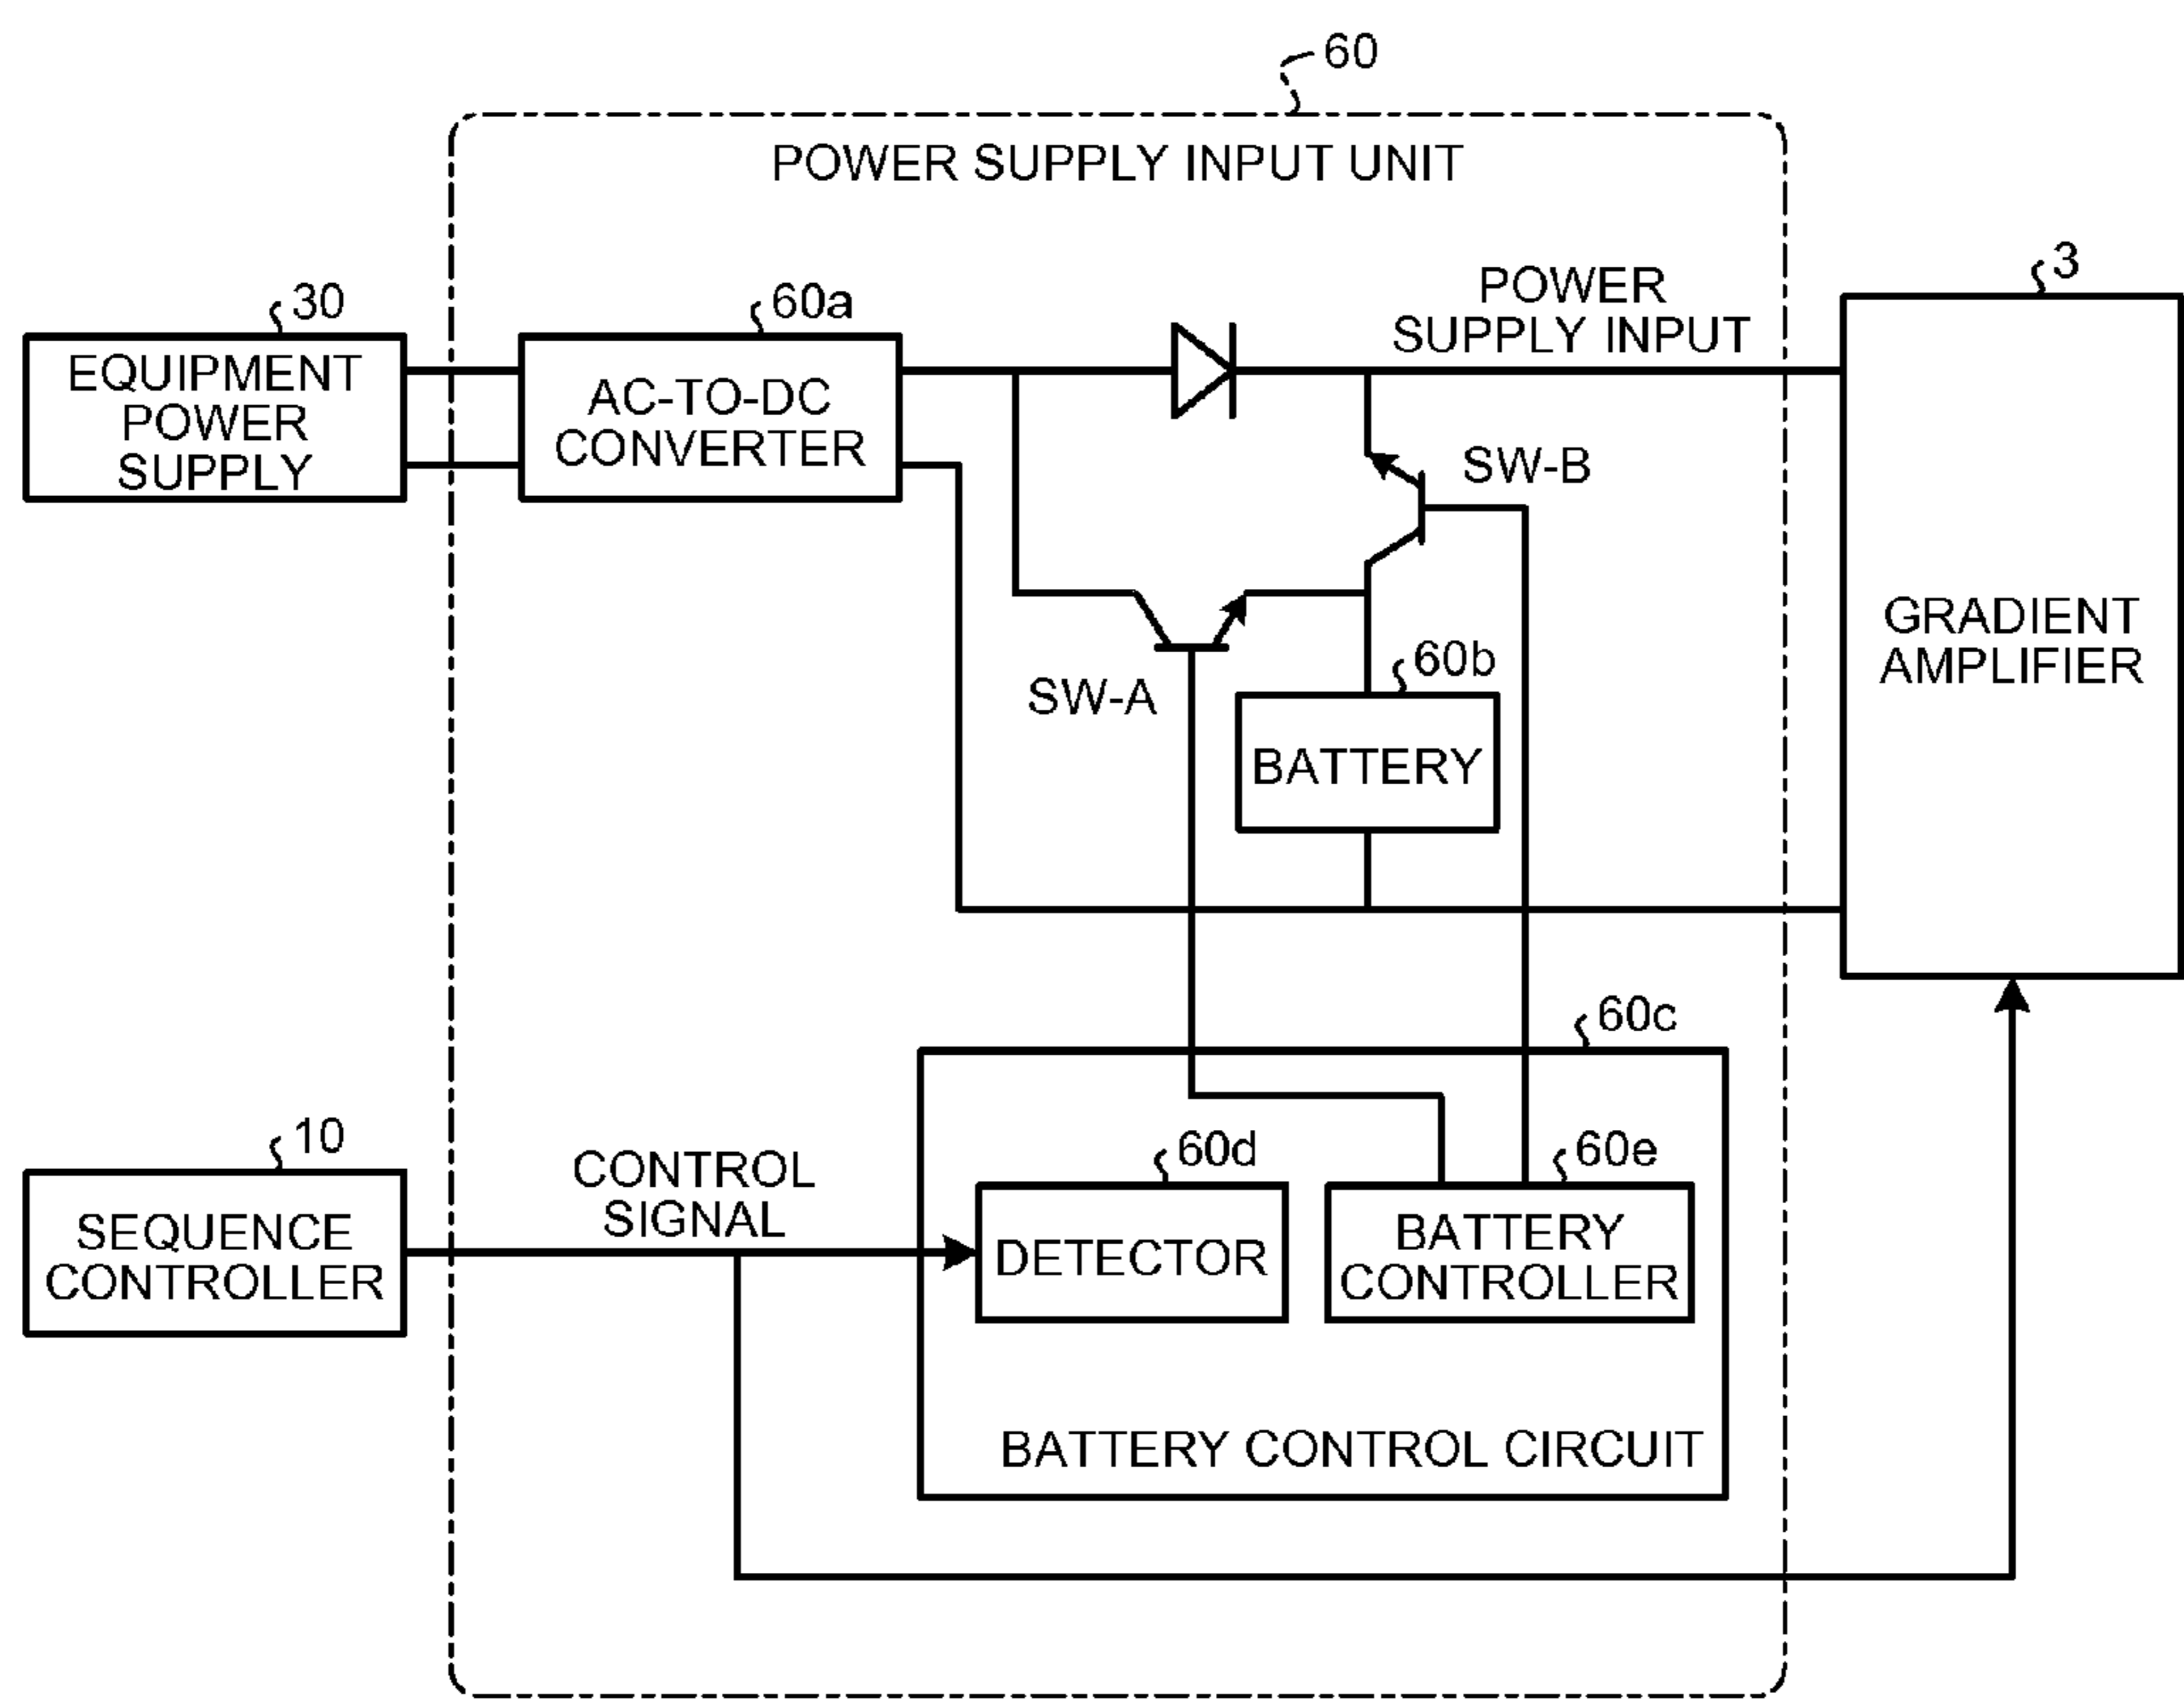 60
POWER SUPPLY INPUT UNIT
3
POWER
SUPPLY INPUT
30
60a
EQUIPMENT
POWER
SUPPLY
AC-TO-DC
CONVERTER
SW-B
GRADIENT
AMPLIFIER
60b
SW-A
BATTERY
60c
10
CONTROL
SIGNAL
60d
60e
SEQUENCE
CONTROLLER
DETECTOR
BATTERY
CONTROLLER
BATTERY CONTROL CIRCUIT